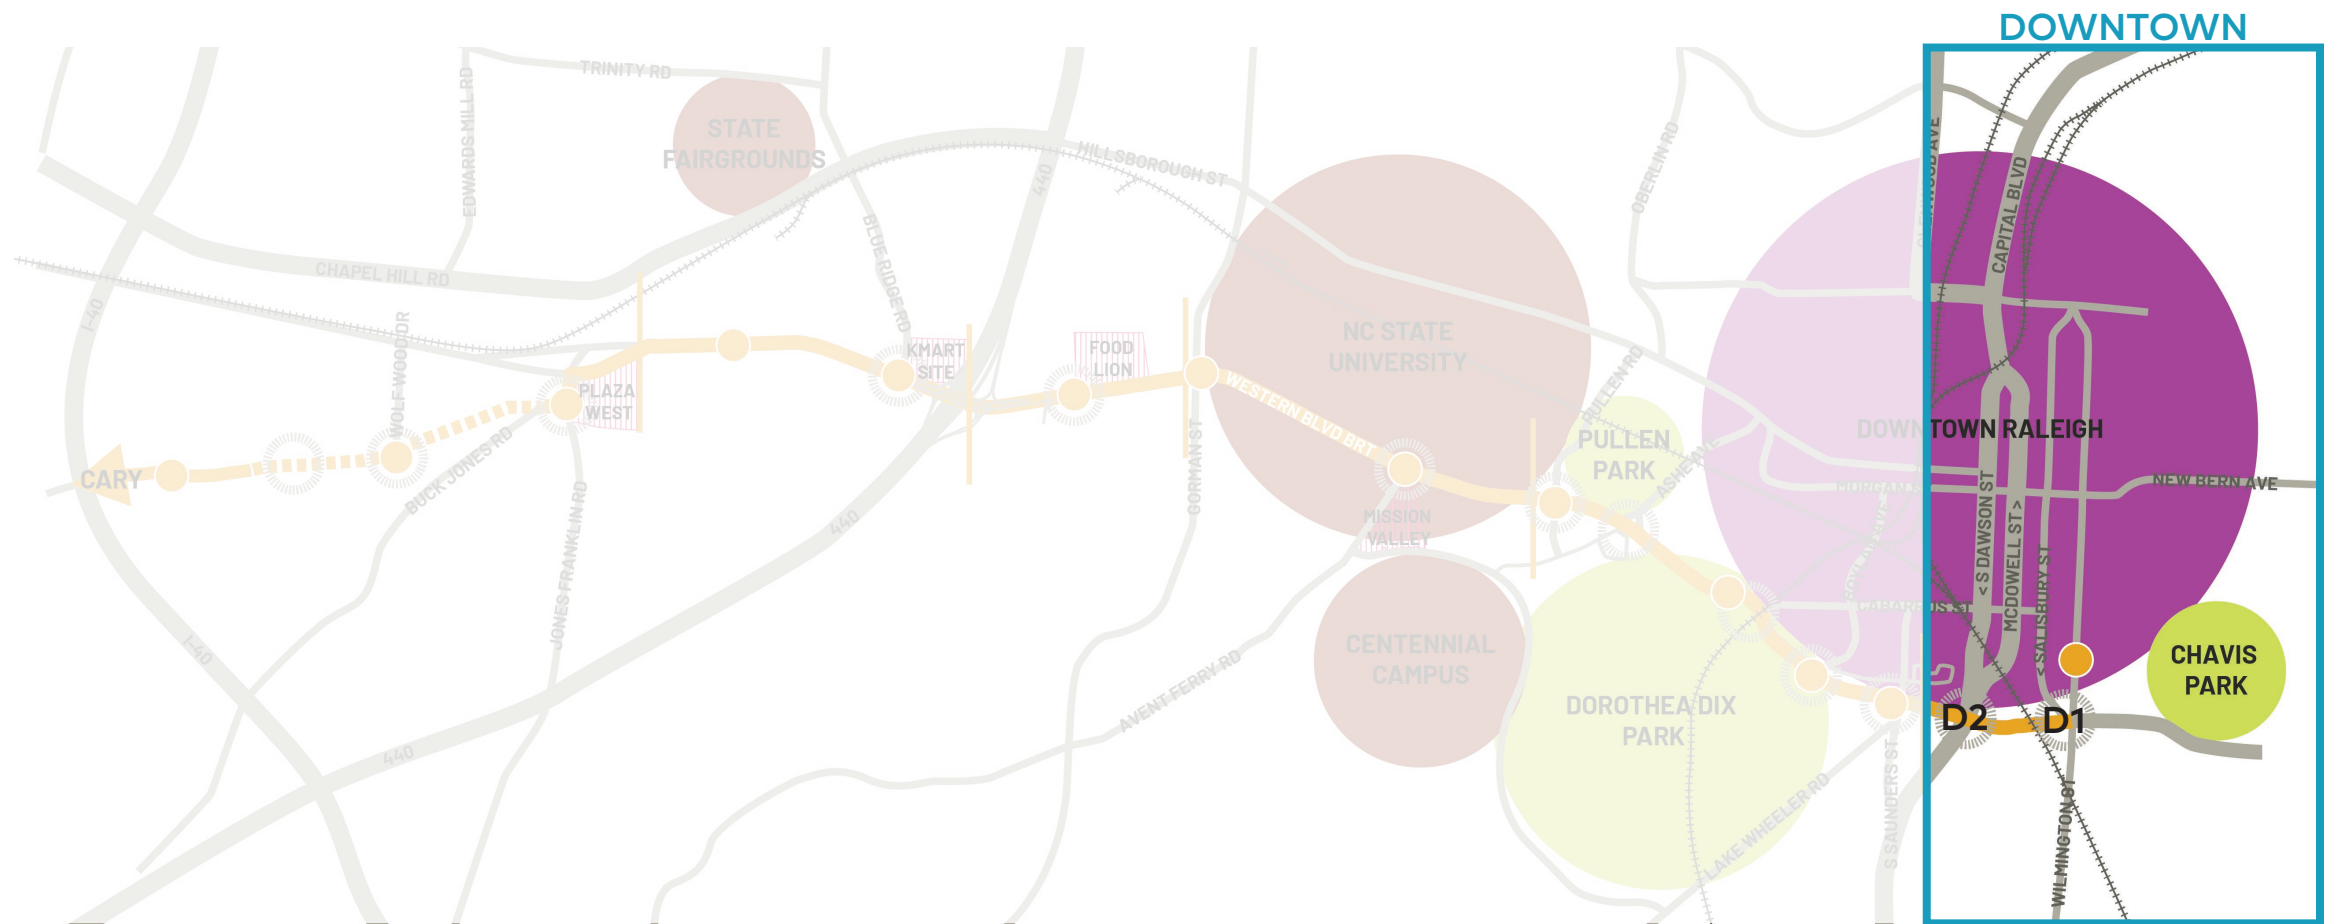 DOWNTOWN
TRINITY RD
EDWARDS MILL RD
STATE
FAIRGROUNDS
HILLSBOROUGH ST
440
OBERLIN RD
CAPITAL BLVD
CHAPEL HILL RD
I-40
BLUE RIDGE RD
WOLF WOOD DR
KMART
SITE
FOOD
LION
NC STATE
UNIVERSITY
PLAZA
WEST
WESTERN BLVD BRT
PULLEN RD
PULLEN
PARK
ASHE AVE
DOWNTOWN RALEIGH
CARY
BUCK JONES RD
GORMAN ST
JONES FRANKLIN RD
440
MISSION
VALLEY
NEW BERN AVE
< S DAWSON ST
MCDOWELL ST >
< SALISBURY ST
CABARRUS ST
I-40
CENTENNIAL
CAMPUS
AVENT FERRY RD
DOROTHEA DIX
PARK
CHAVIS
PARK
D2
D1
440
LAKE WHEELER RD
S SAUNDERS ST
WILMINGTON ST